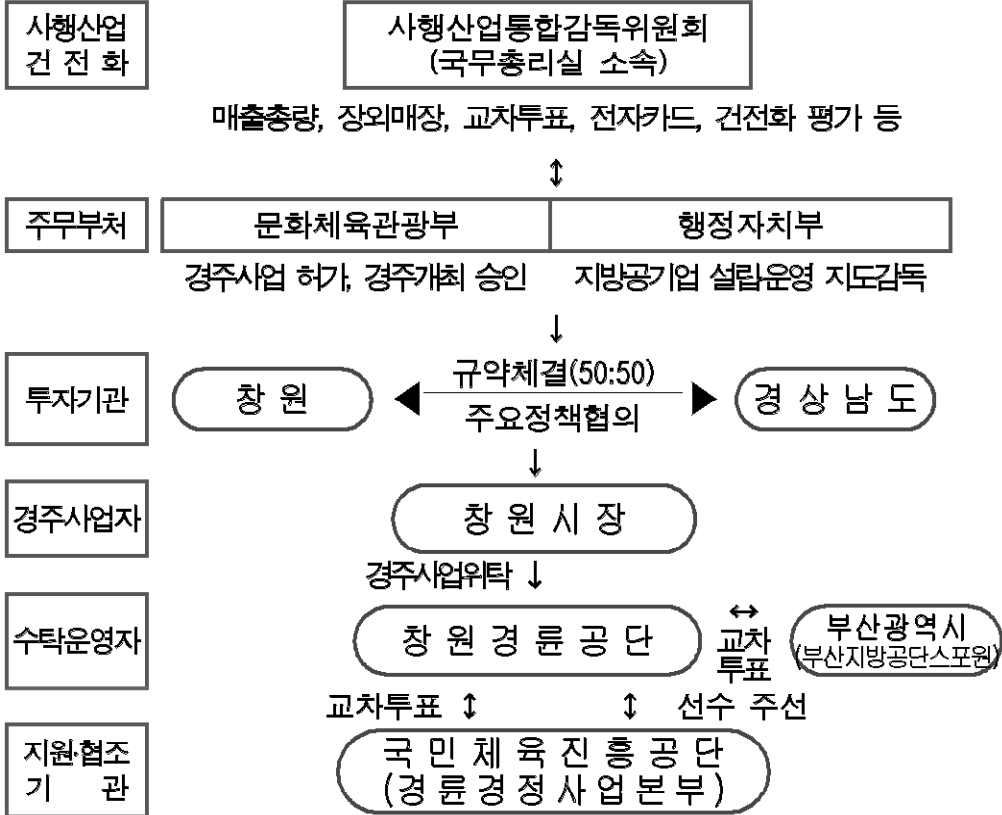 사행산업
건 전 화
사행산업통합감독위원회
(국무총리실 소속)
매출총량, 장외매장, 교차투표, 전자카드, 건전화 평가 등
↕
주무부처
문화체육관광부
행정자치부
경주사업 허가, 경주개최 승인
지방공기업 설립·운영 지도감독
↓
투자기관
창 원
규약체결(50:50)
주요정책협의
경 상 남 도
↓
경주사업자
창 원 시 장
경주사업위탁 ↓
수탁운영자
창 원 경 륜 공 단
↔
교차
투표
부산광역시
(부산지방공단스포원)
교차투표 ↕
↕ 선수 주선
지원·협조
기 관
국 민 체 육 진 흥 공 단
(경 륜 경 정 사 업 본 부)